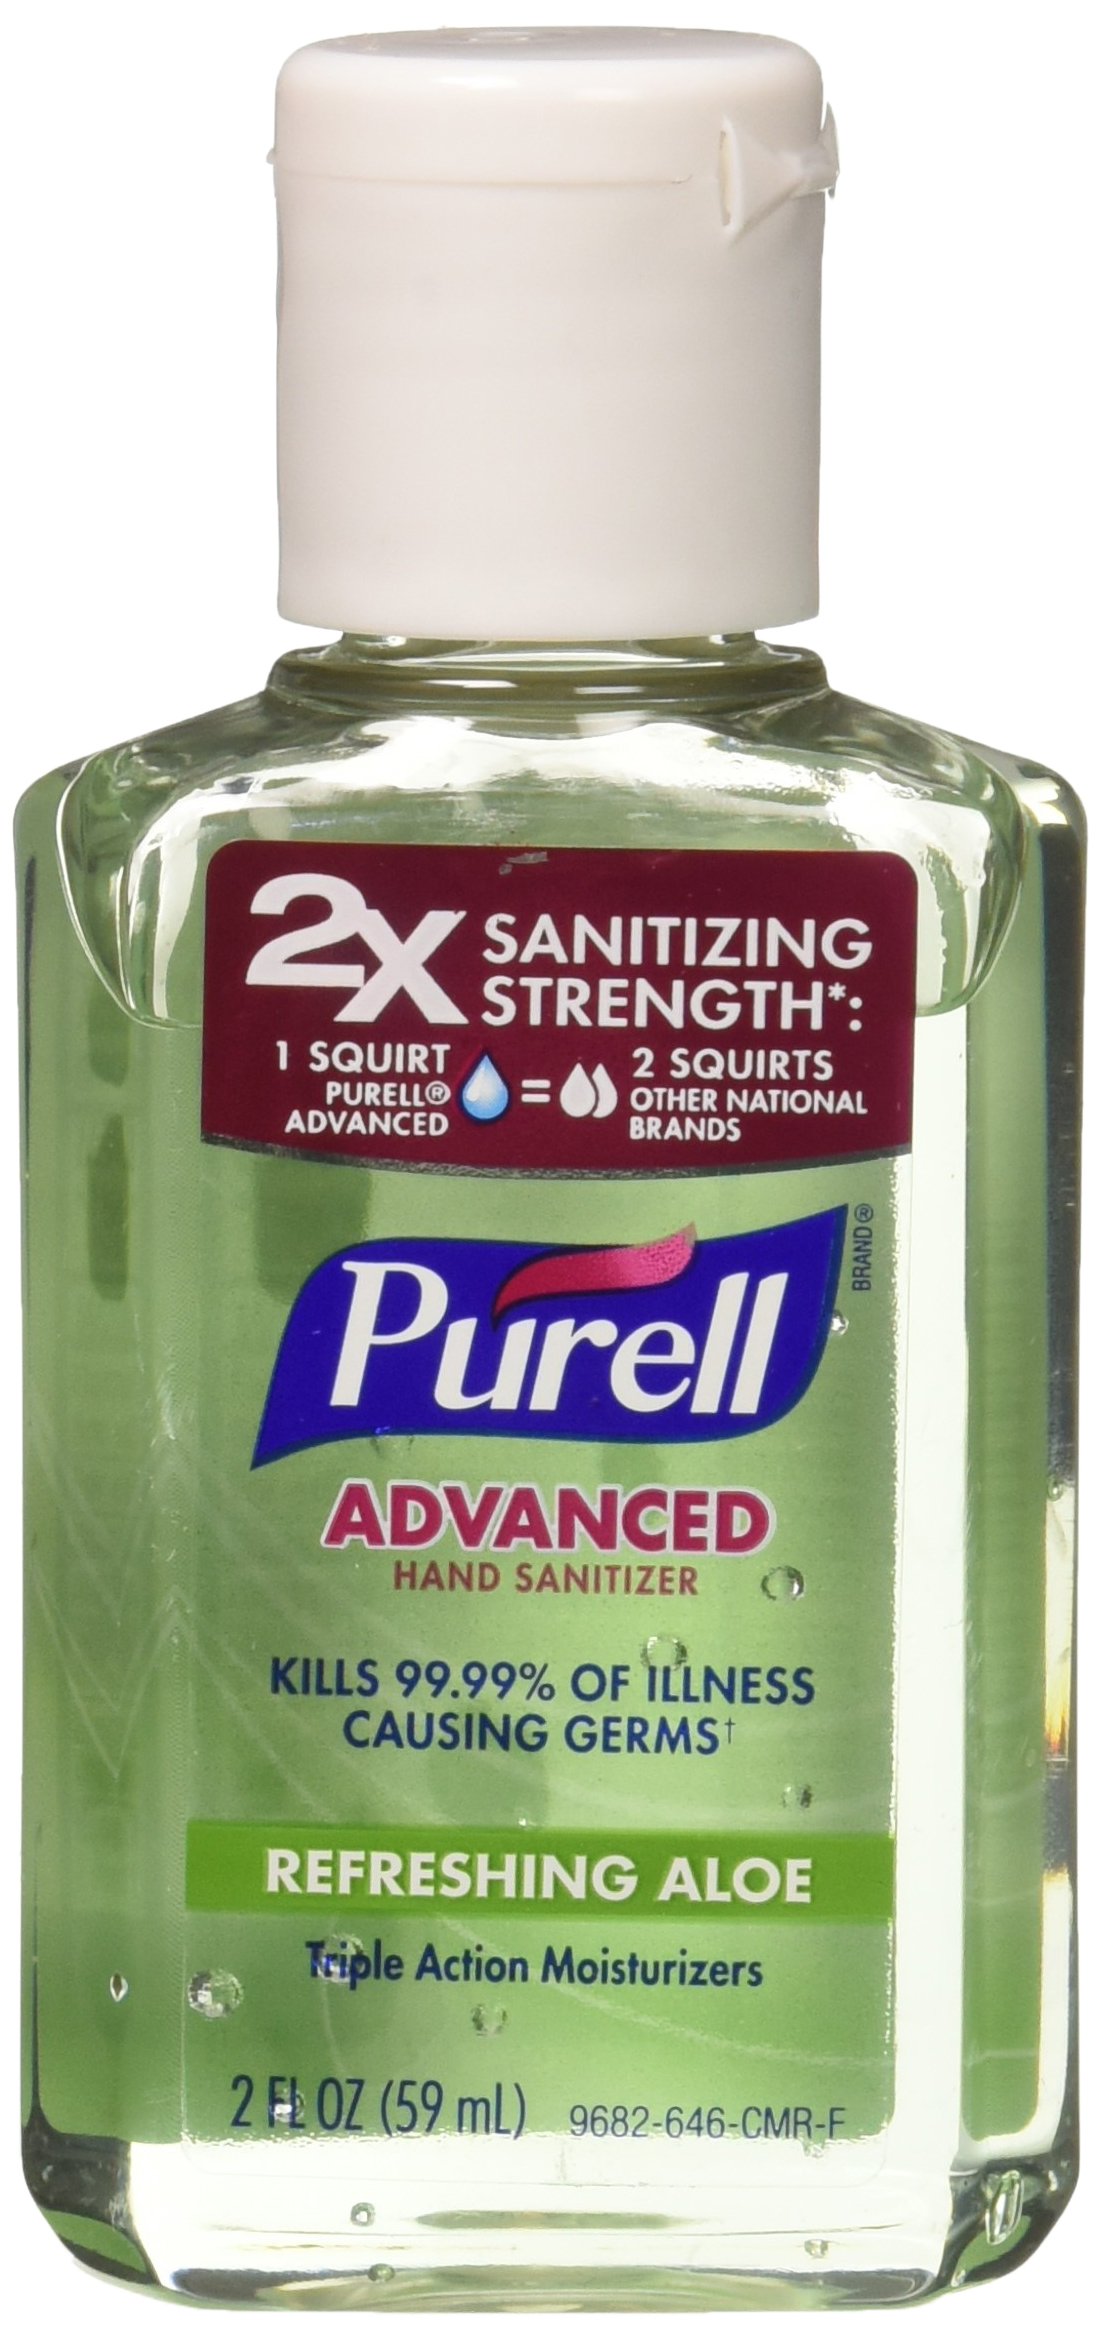 2X SANITIZING
STRENGTH*:
1 SQUIRT
PURELL®
ADVANCED
=
2 SQUIRTS
OTHER NATIONAL
BRANDS
Purell
BRAND®
ADVANCED
HAND SANITIZER
KILLS 99.99% OF ILLNESS
CAUSING GERMS†
REFRESHING ALOE
Triple Action Moisturizers
2 FL OZ (59 mL)
9682-646-CMR-F